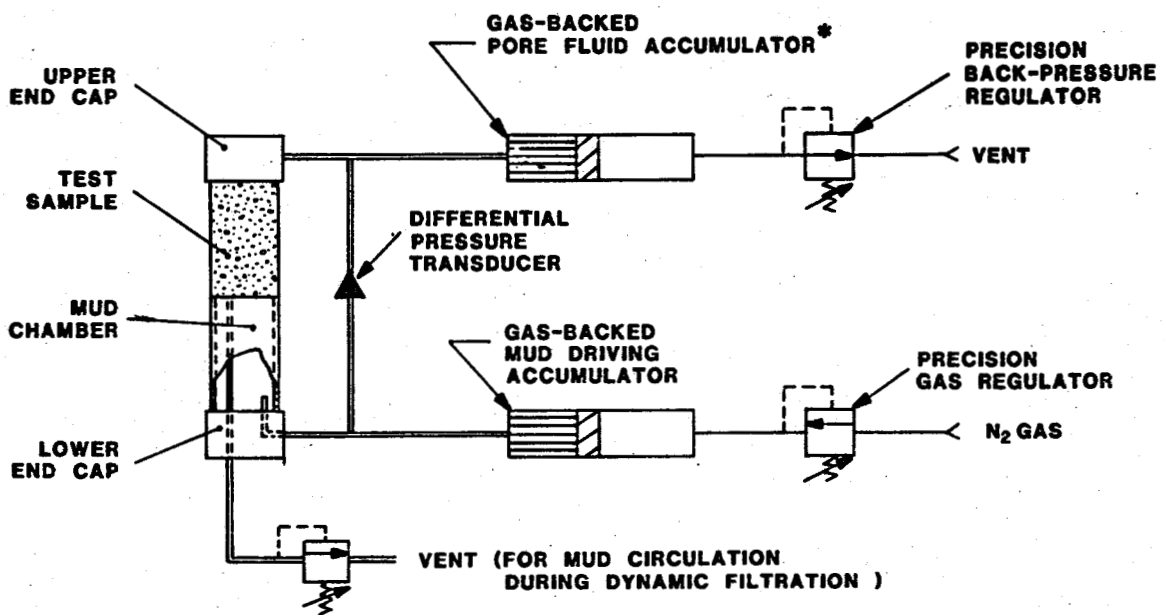 GAS-BACKED
PORE FLUID ACCUMULATOR*
PRECISION
BACK-PRESSURE
REGULATOR
UPPER
END CAP
VENT
TEST
SAMPLE
DIFFERENTIAL
PRESSURE
TRANSDUCER
MUD
CHAMBER
GAS-BACKED
MUD DRIVING
ACCUMULATOR
PRECISION
GAS REGULATOR
N₂ GAS
LOWER
END CAP
VENT (FOR MUD CIRCULATION
DURING DYNAMIC FILTRATION )